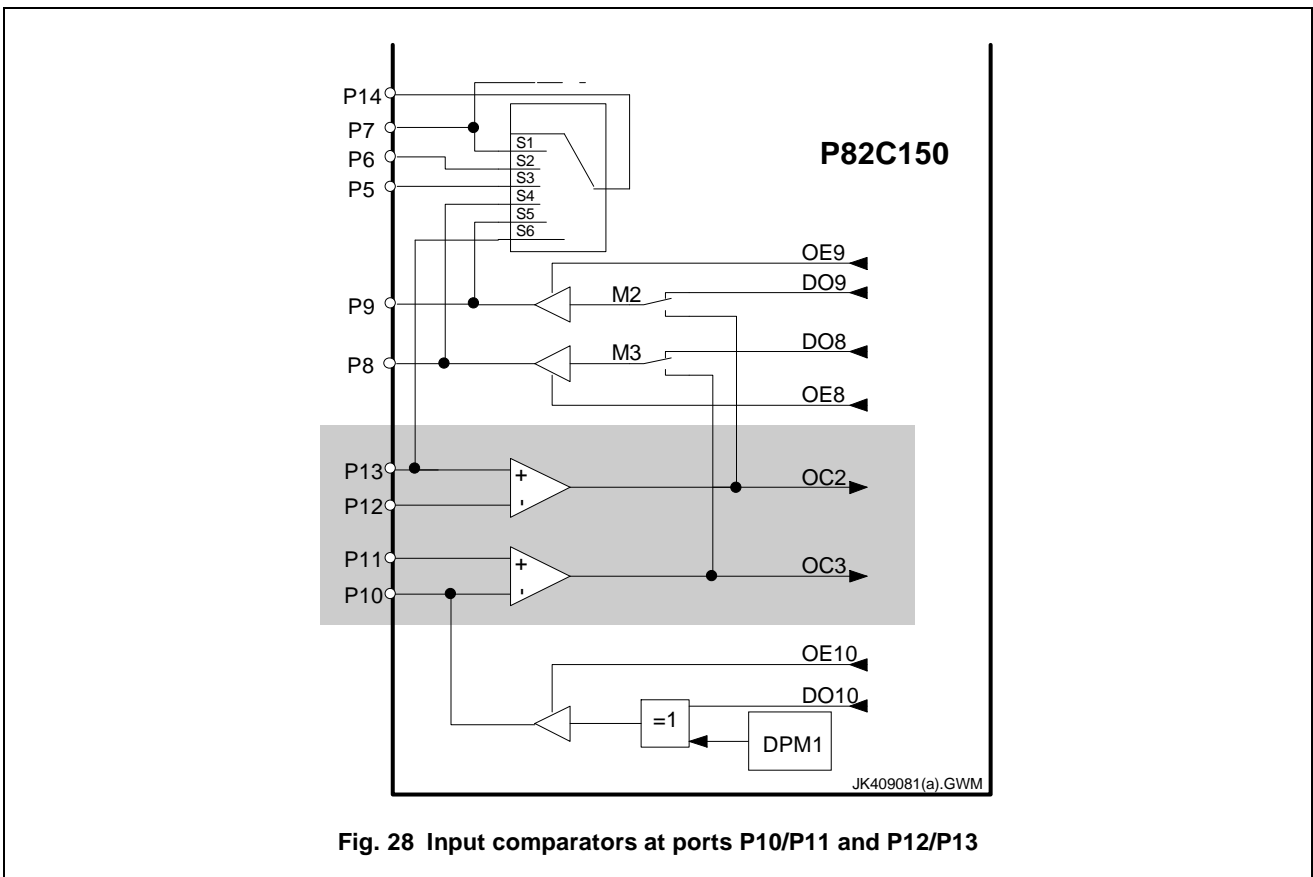 P14
P7
P6
P5
S1
S2
S3
S4
S5
S6
P82C150
OE9
DO9
P9
M2
DO8
P8
M3
OE8
P13
+
-
OC2
P12
P11
+
-
OC3
P10
OE10
DO10
=1
DPM1
JK409081(a).GWM
Fig. 28 Input comparators at ports P10/P11 and P12/P13